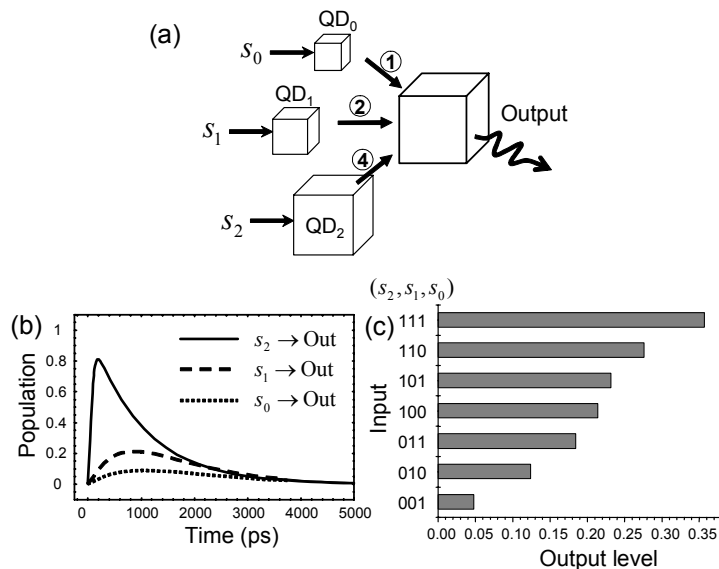 (a)
QD0
s0
①
QD1
s1
②
Output
④
s2
QD2
(b)
Population
1
0.8
0.6
0.4
0.2
0
s2 → Out
s1 → Out
s0 → Out
0 1000 2000 3000 4000 5000
Time (ps)
(s2, s1, s0)
(c)
Input
111
110
101
100
011
010
001
0.00 0.05 0.10 0.15 0.20 0.25 0.30 0.35
Output level